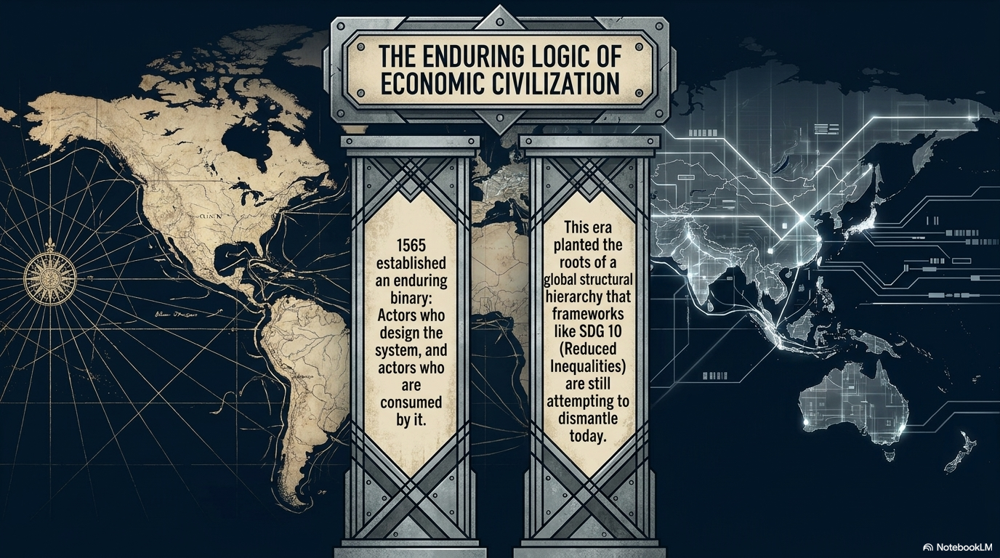 THE ENDURING LOGIC OF
ECONOMIC CIVILIZATION
1565
established
an enduring
binary:
Actors who
design the
system, and
actors who
are
consumed
by it.
This era
planted the
roots of a
global structural
hierarchy that
frameworks
like SDG 10
(Reduced
Inequalities)
are still
attempting to
dismantle
today.
NotebookLM